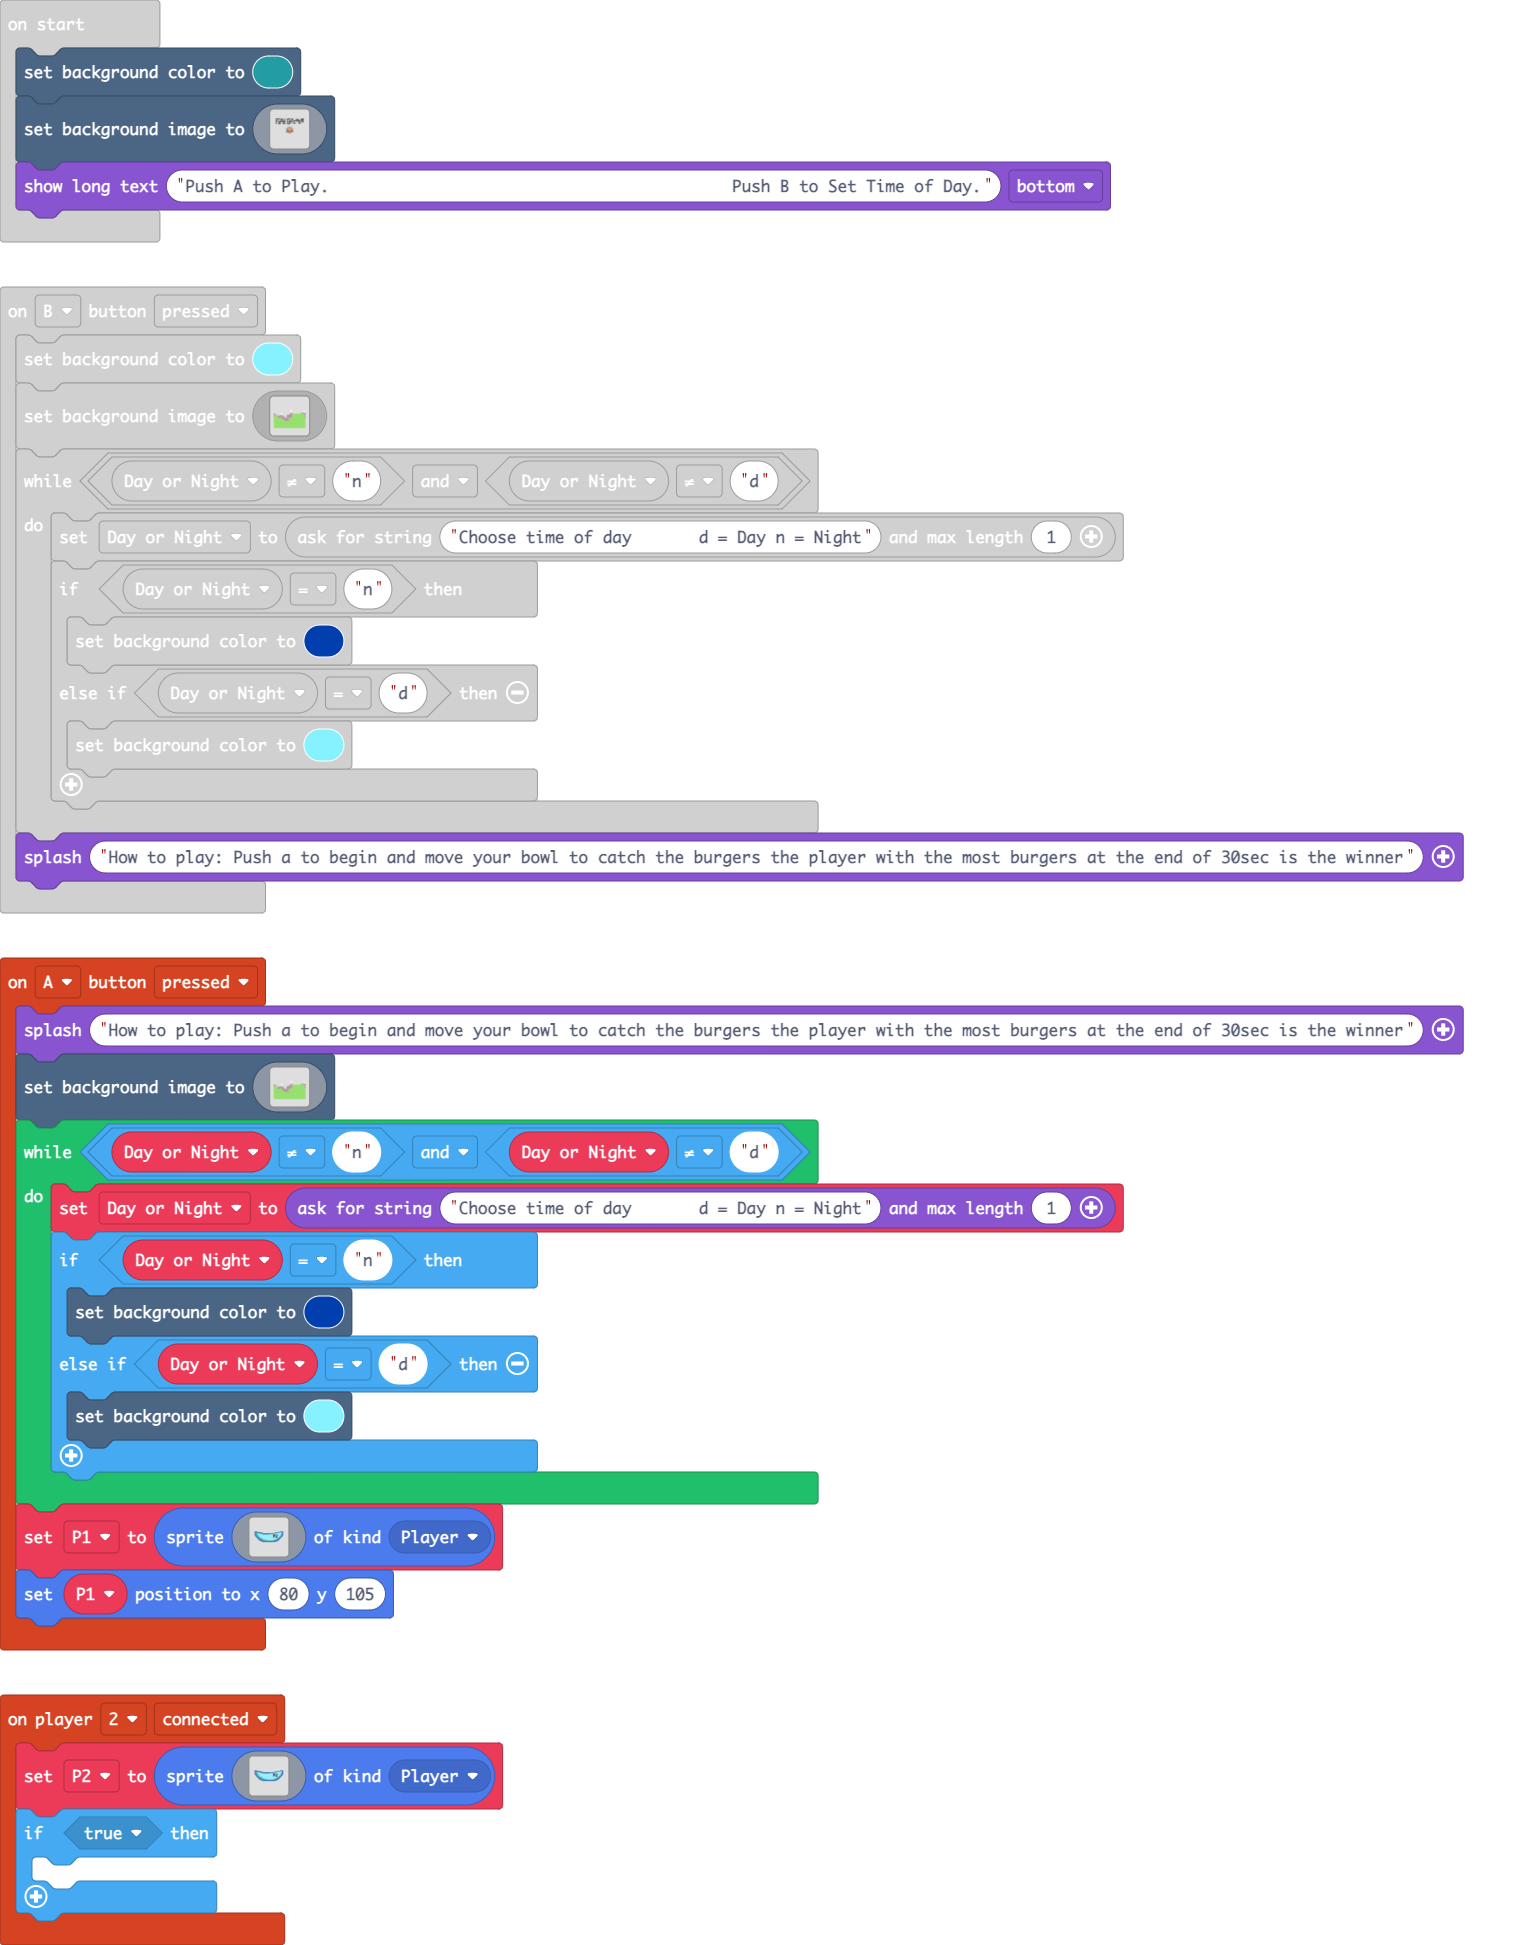 on start
set background color to
set background image to
show long text "Push A to Play.                                          Push B to Set Time of Day." bottom
on B button pressed
set background color to
set background image to
while Day or Night ≠ "n" and Day or Night ≠ "d"
do set Day or Night to ask for string "Choose time of day       d = Day n = Night" and max length 1
if Day or Night = "n" then
set background color to
else if Day or Night = "d" then
set background color to
splash "How to play: Push a to begin and move your bowl to catch the burgers the player with the most burgers at the end of 30sec is the winner"
on A button pressed
splash "How to play: Push a to begin and move your bowl to catch the burgers the player with the most burgers at the end of 30sec is the winner"
set background image to
while Day or Night ≠ "n" and Day or Night ≠ "d"
do set Day or Night to ask for string "Choose time of day       d = Day n = Night" and max length 1
if Day or Night = "n" then
set background color to
else if Day or Night = "d" then
set background color to
set P1 to sprite of kind Player
set P1 position to x 80 y 105
on player 2 connected
set P2 to sprite of kind Player
if true then